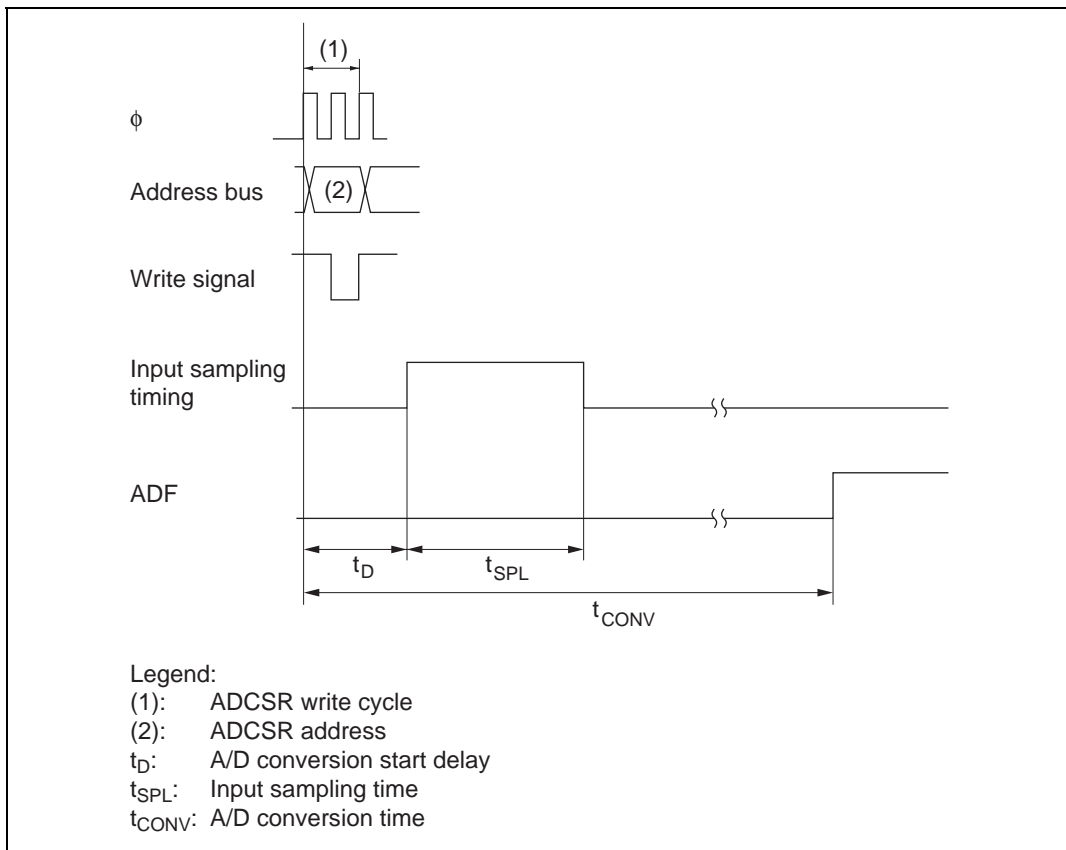 (1)
ϕ
Address bus
(2)
Write signal
Input sampling
timing
ADF
tD
tSPL
tCONV
Legend:
(1): ADCSR write cycle
(2): ADCSR address
tD: A/D conversion start delay
tSPL: Input sampling time
tCONV: A/D conversion time